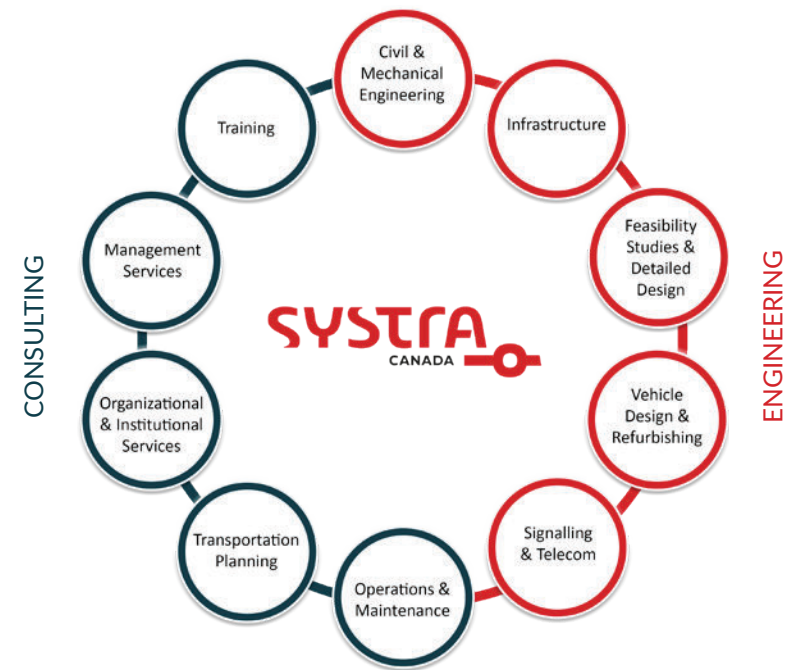 Civil &
Mechanical
Engineering
Infrastructure
Feasibility
Studies &
Detailed
Design
Vehicle
Design &
Refurbishing
Signalling
& Telecom
Operations &
Maintenance
Transportation
Planning
Organizational
& Institutional
Services
Management
Services
Training
CONSULTING
SYSTRA
CANADA
ENGINEERING